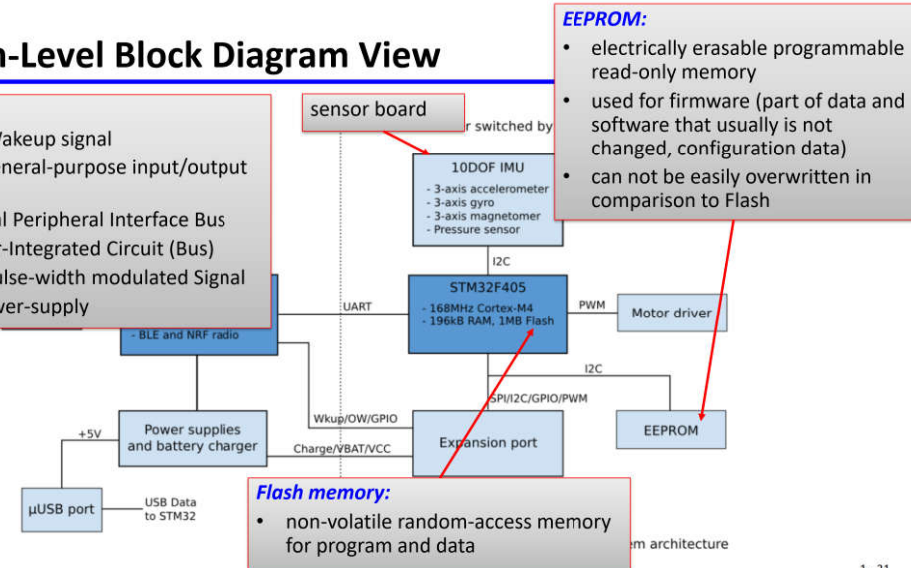 n-Level Block Diagram View
EEPROM:
• electrically erasable programmable
read-only memory
• used for firmware (part of data and
software that usually is not
changed, configuration data)
• can not be easily overwritten in
comparison to Flash
Wakeup signal
eneral-purpose input/output
al Peripheral Interface Bus
r-Integrated Circuit (Bus)
ulse-width modulated Signal
wer-supply
sensor board
r switched by
10DOF IMU
- 3-axis accelerometer
- 3-axis gyro
- 3-axis magnetomer
- Pressure sensor
I2C
- BLE and NRF radio
UART
STM32F405
- 168MHz Cortex-M4
- 196kB RAM, 1MB Flash
PWM
Motor driver
I2C
SPI/I2C/GPIO/PWM
Wkup/OW/GPIO
+5V
Power supplies
and battery charger
Charge/VBAT/VCC
Expansion port
EEPROM
µUSB port
USB Data
to STM32
Flash memory:
• non-volatile random-access memory
for program and data
em architecture